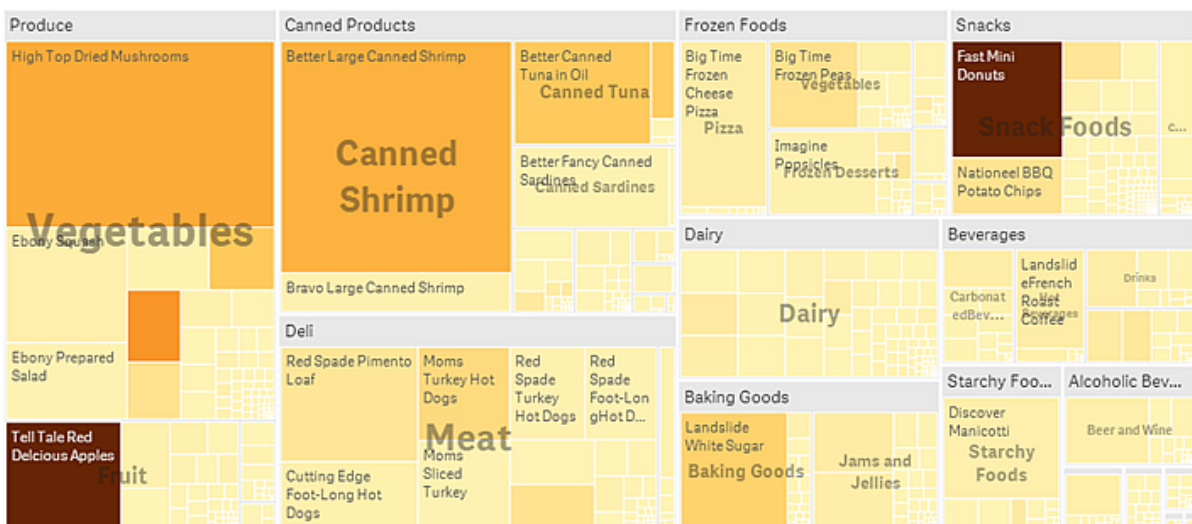 Produce
High Top Dried Mushrooms
Vegetables
Ebony Squash
Ebony Prepared
Salad
Tell Tale Red
Delcious Apples
Fruit
Canned Products
Better Large Canned Shrimp
Canned
Shrimp
Bravo Large Canned Shrimp
Better Canned
Tuna in Oil
Canned Tuna
Better Fancy Canned
Sardines
Canned Sardines
Deli
Red Spade Pimento
Loaf
Cutting Edge
Foot-Long Hot
Dogs
Moms
Turkey Hot
Dogs
Meat
Moms
Sliced
Turkey
Red
Spade
Turkey
Hot Dogs
Red
Spade
Foot-Lon
gHot D...
Frozen Foods
Big Time
Frozen
Cheese
Pizza
Pizza
Big Time
Frozen Peas
Vegetables
Imagine
Popsicles
Frozen Desserts
Dairy
Dairy
Baking Goods
Landslide
White Sugar
Baking Goods
Jams and
Jellies
Snacks
Fast Mini
Donuts
Snack Foods
Nationeel BBQ
Potato Chips
C...
Beverages
Carbonat
edBev...
Landslid
eFrench
Roast
Coffee
Hot
Beverages
Drinks
Starchy Foo...
Discover
Manicotti
Starchy
Foods
Alcoholic Bev...
Beer and Wine